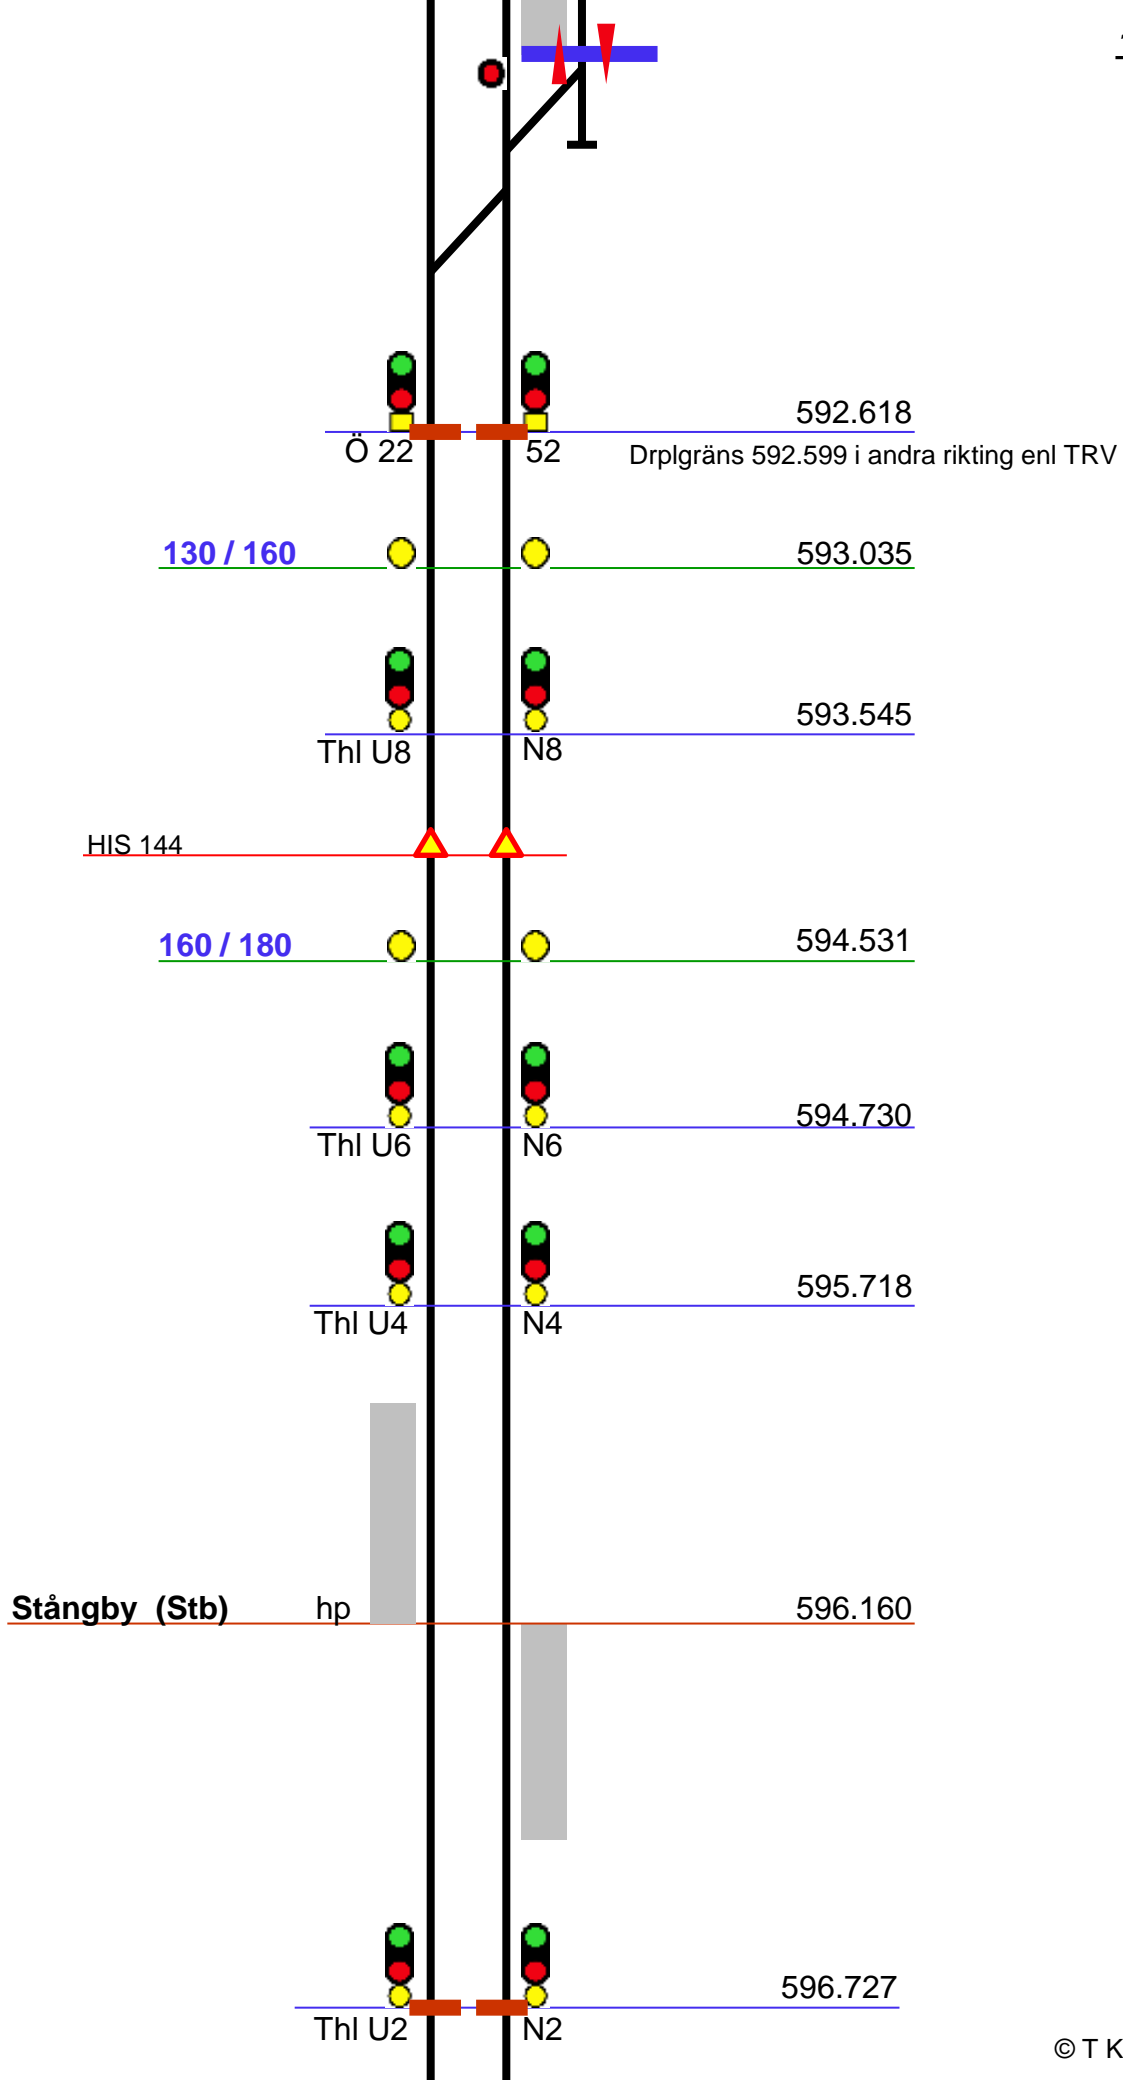 592.618
Ö 22 52
Drplgräns 592.599 i andra rikting enl TRV
130 / 160 593.035
593.545
Thl U8 N8
HIS 144
160 / 180 594.531
594.730
Thl U6 N6
595.718
Thl U4 N4
Stångby (Stb) hp 596.160
596.727
Thl U2 N2
© T K